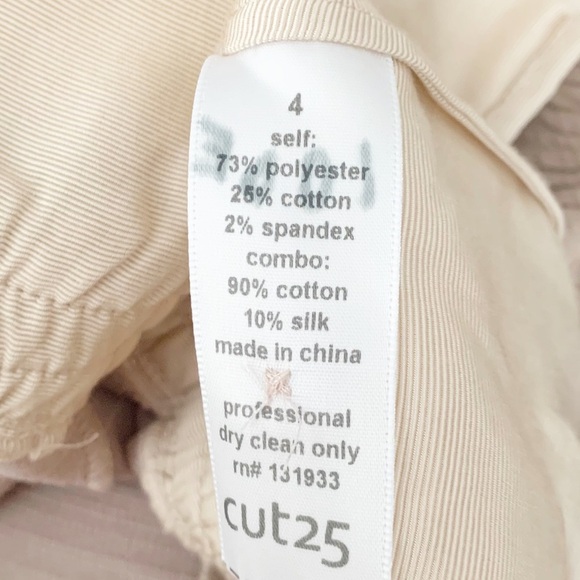 4
self:
73% polyester
25% cotton
2% spandex
combo:
90% cotton
10% silk
made in china
professional
dry clean only
rn# 131933
cut25